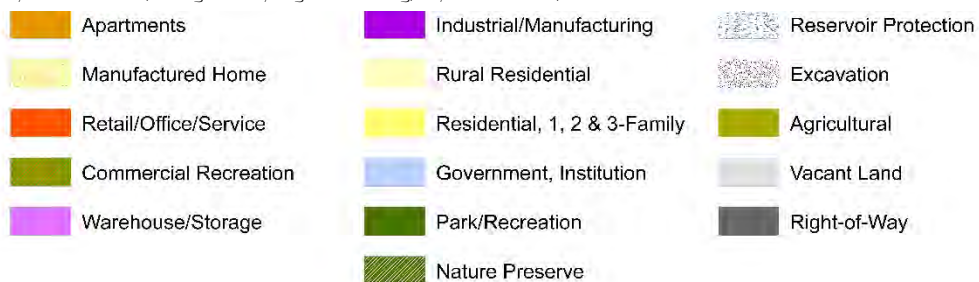 Apartments
Manufactured Home
Retail/Office/Service
Commercial Recreation
Warehouse/Storage
Industrial/Manufacturing
Rural Residential
Residential, 1, 2 & 3-Family
Government, Institution
Park/Recreation
Nature Preserve
Reservoir Protection
Excavation
Agricultural
Vacant Land
Right-of-Way